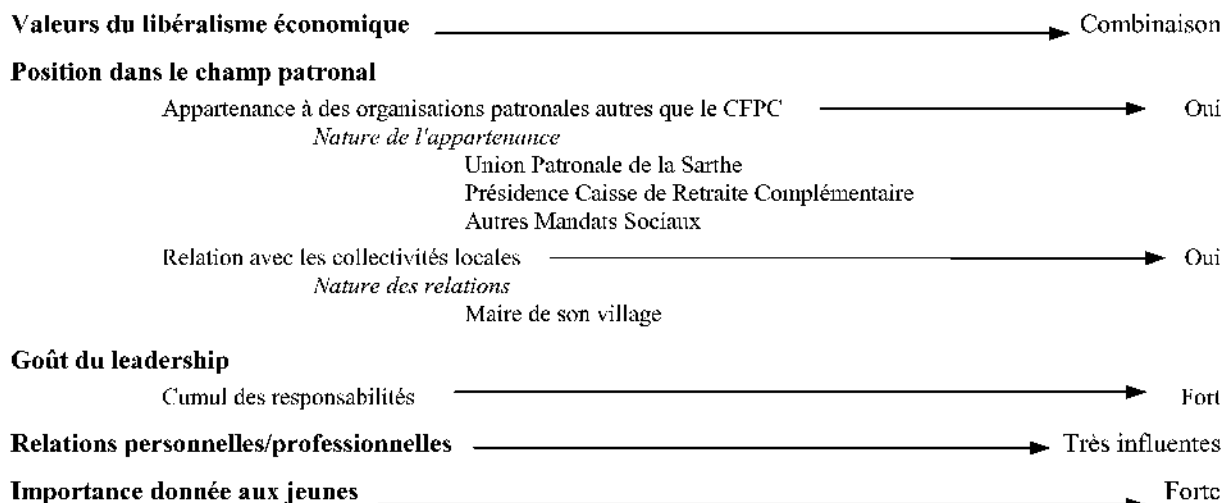 Valeurs du libéralisme économique Combinaison
Position dans le champ patronal
Appartenance à des organisations patronales autres que le CFPC Oui
Nature de l'appartenance
Union Patronale de la Sarthe
Présidence Caisse de Retraite Complémentaire
Autres Mandats Sociaux
Relation avec les collectivités locales Oui
Nature des relations
Maire de son village
Goût du leadership
Cumul des responsabilités Fort
Relations personnelles/professionnelles Très influentes
Importance donnée aux jeunes Forte